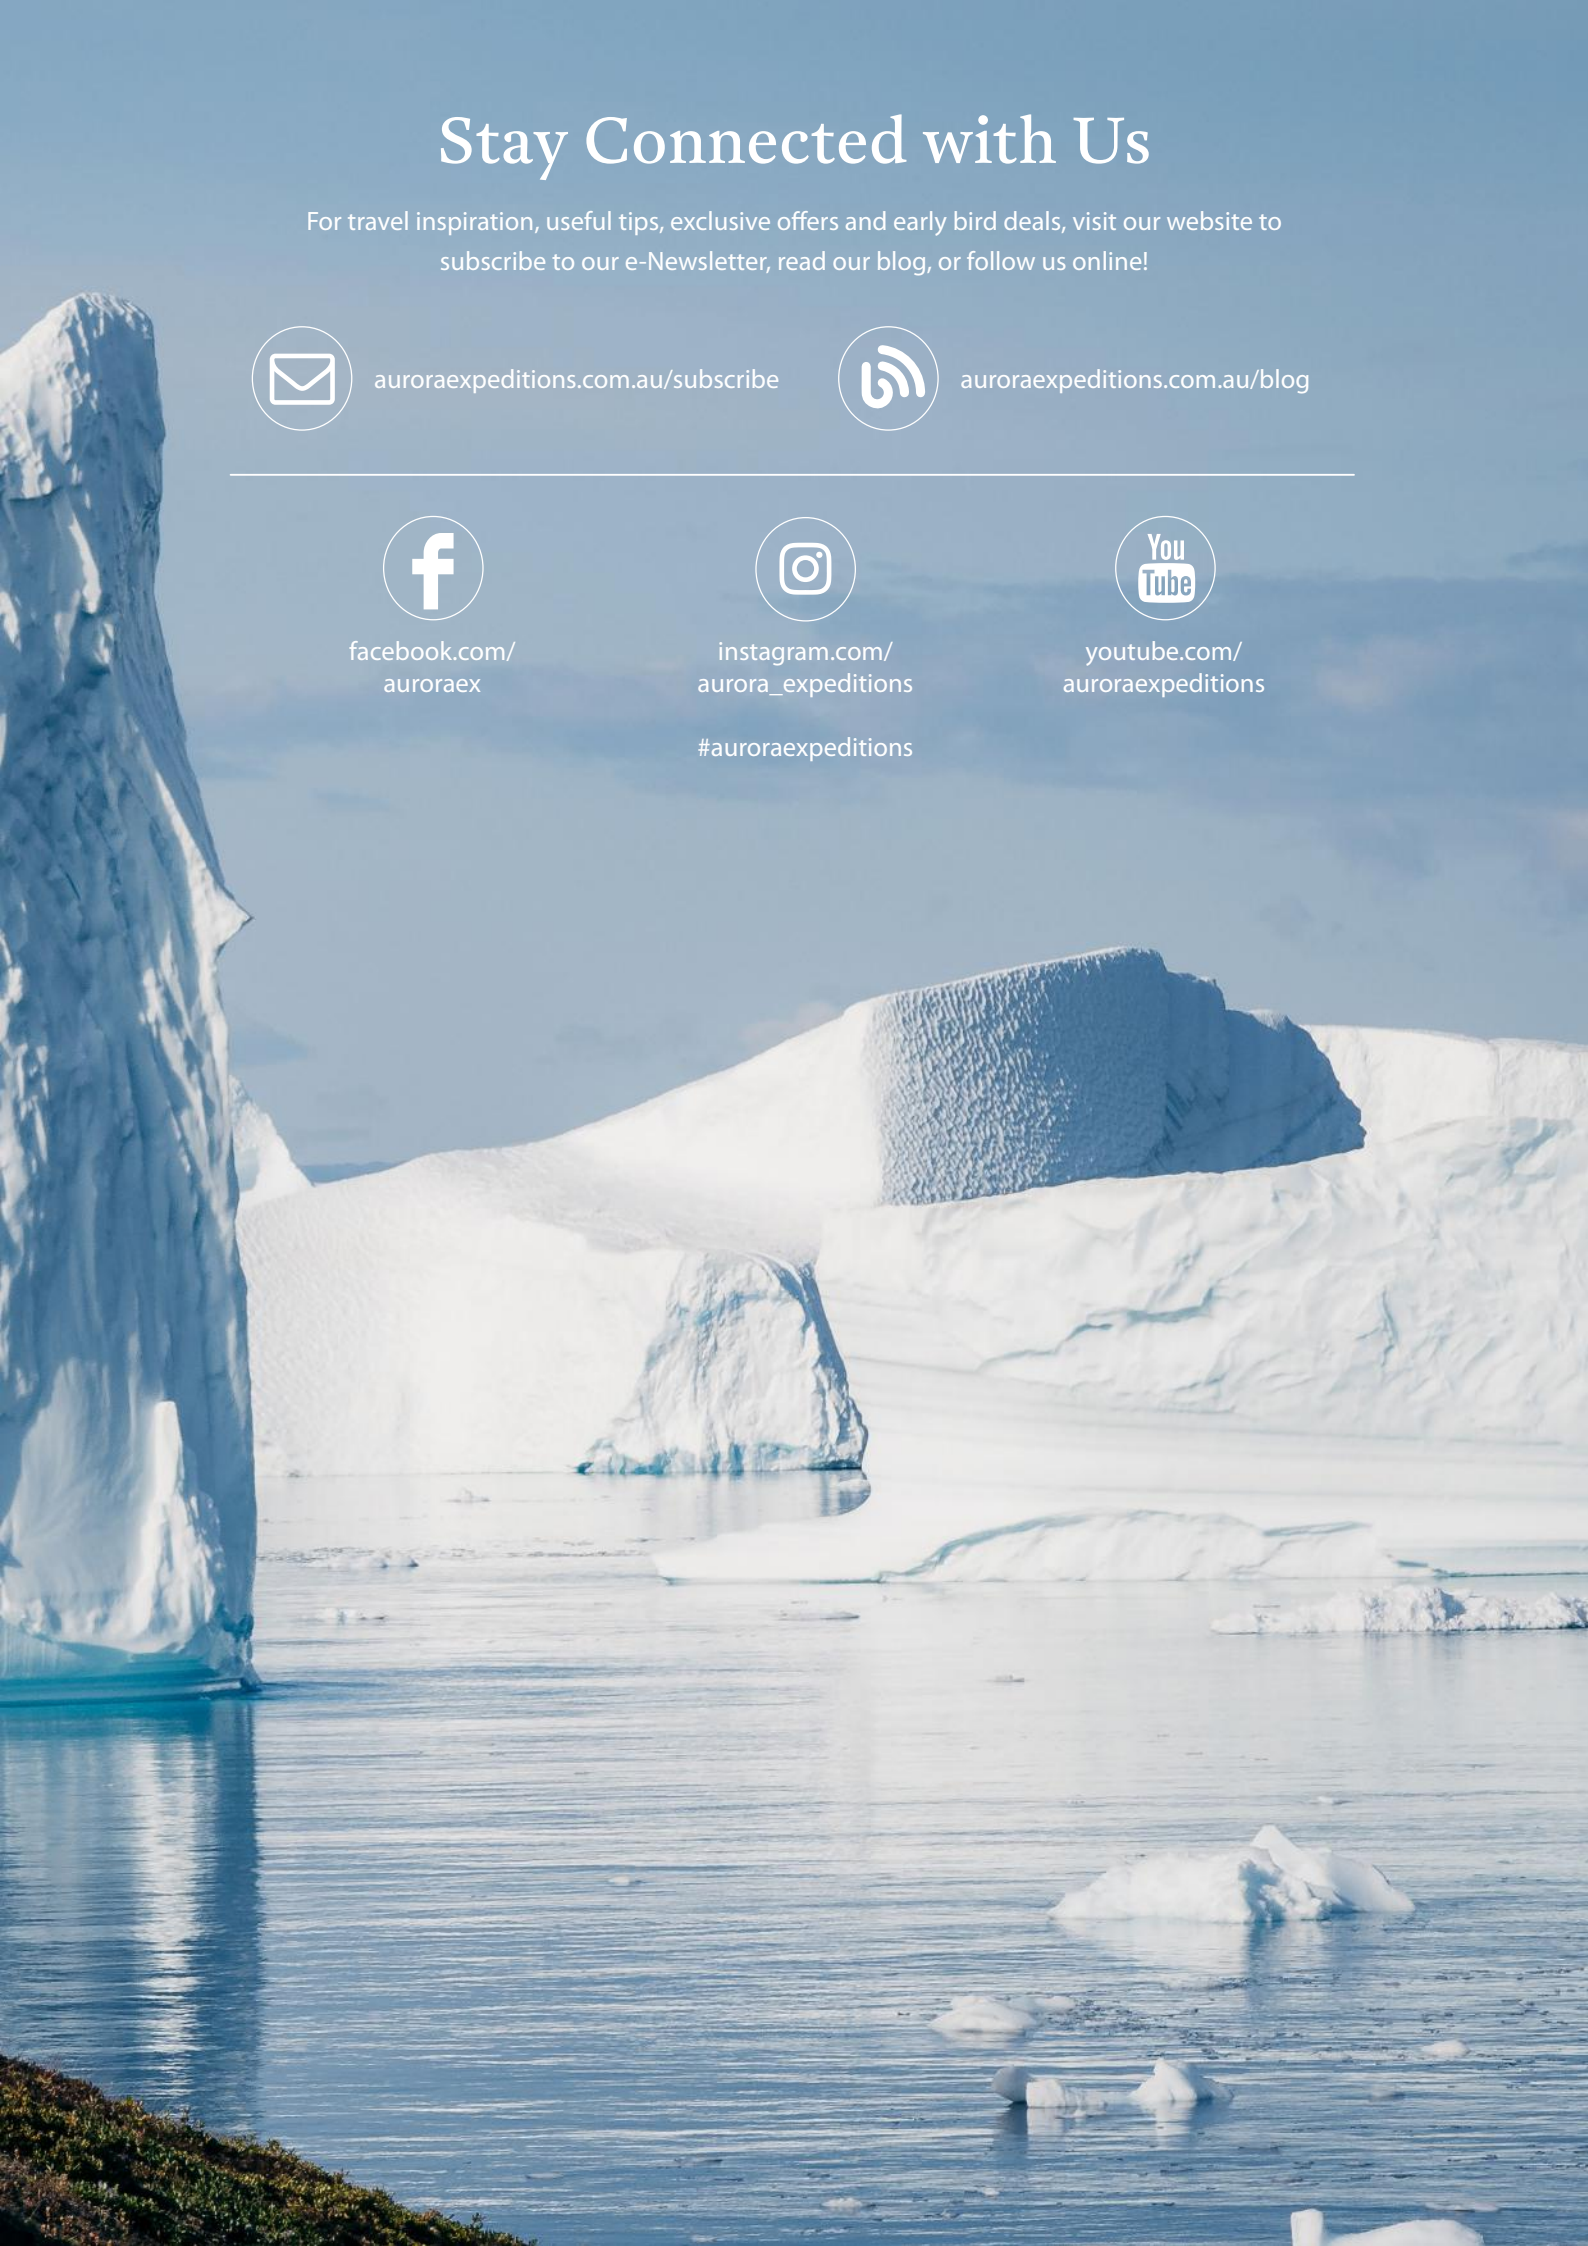 Stay Connected with Us
For travel inspiration, useful tips, exclusive offers and early bird deals, visit our website to
subscribe to our e-Newsletter, read our blog, or follow us online!
auroraexpeditions.com.au/subscribe
auroraexpeditions.com.au/blog
You
Tube
facebook.com/
auroraex
instagram.com/
aurora_expeditions
youtube.com/
auroraexpeditions
#auroraexpeditions